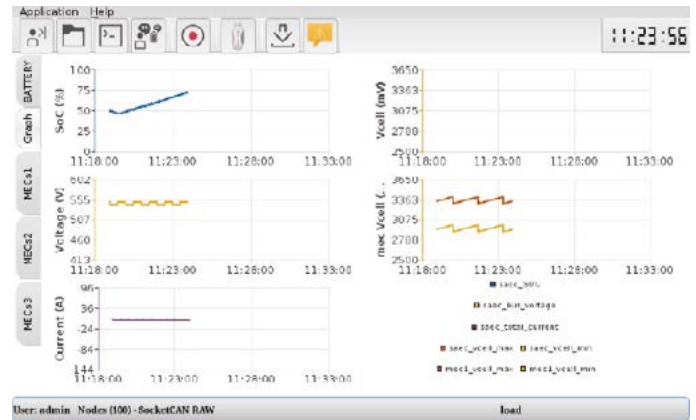 Application Help
11:23:56
BATTERY
Graph
MECs1
MECs2
MECs3
SoC (%)
100
75
50
25
11:18:00 11:23:00 11:28:00 11:33:00
Vcell (mV)
3650
3363
3075
2788
2500
11:18:00 11:23:00 11:28:00 11:33:00
Voltage (V)
602
555
507
460
413
11:18:00 11:23:00 11:28:00 11:33:00
mec Vcell (...
3650
3363
3075
2788
2500
11:18:00 11:23:00 11:28:00 11:33:00
Current (A)
96
36
-24
-84
144
11:18:00 11:23:00 11:28:00 11:33:00
saec_SOC
saec_but_voltage
saec_total_current
saec_vcell_max saec_vcell_min
mec1_vcell_max mec1_vcell_min
User: admin Nodes (100) - SocketCAN RAW load